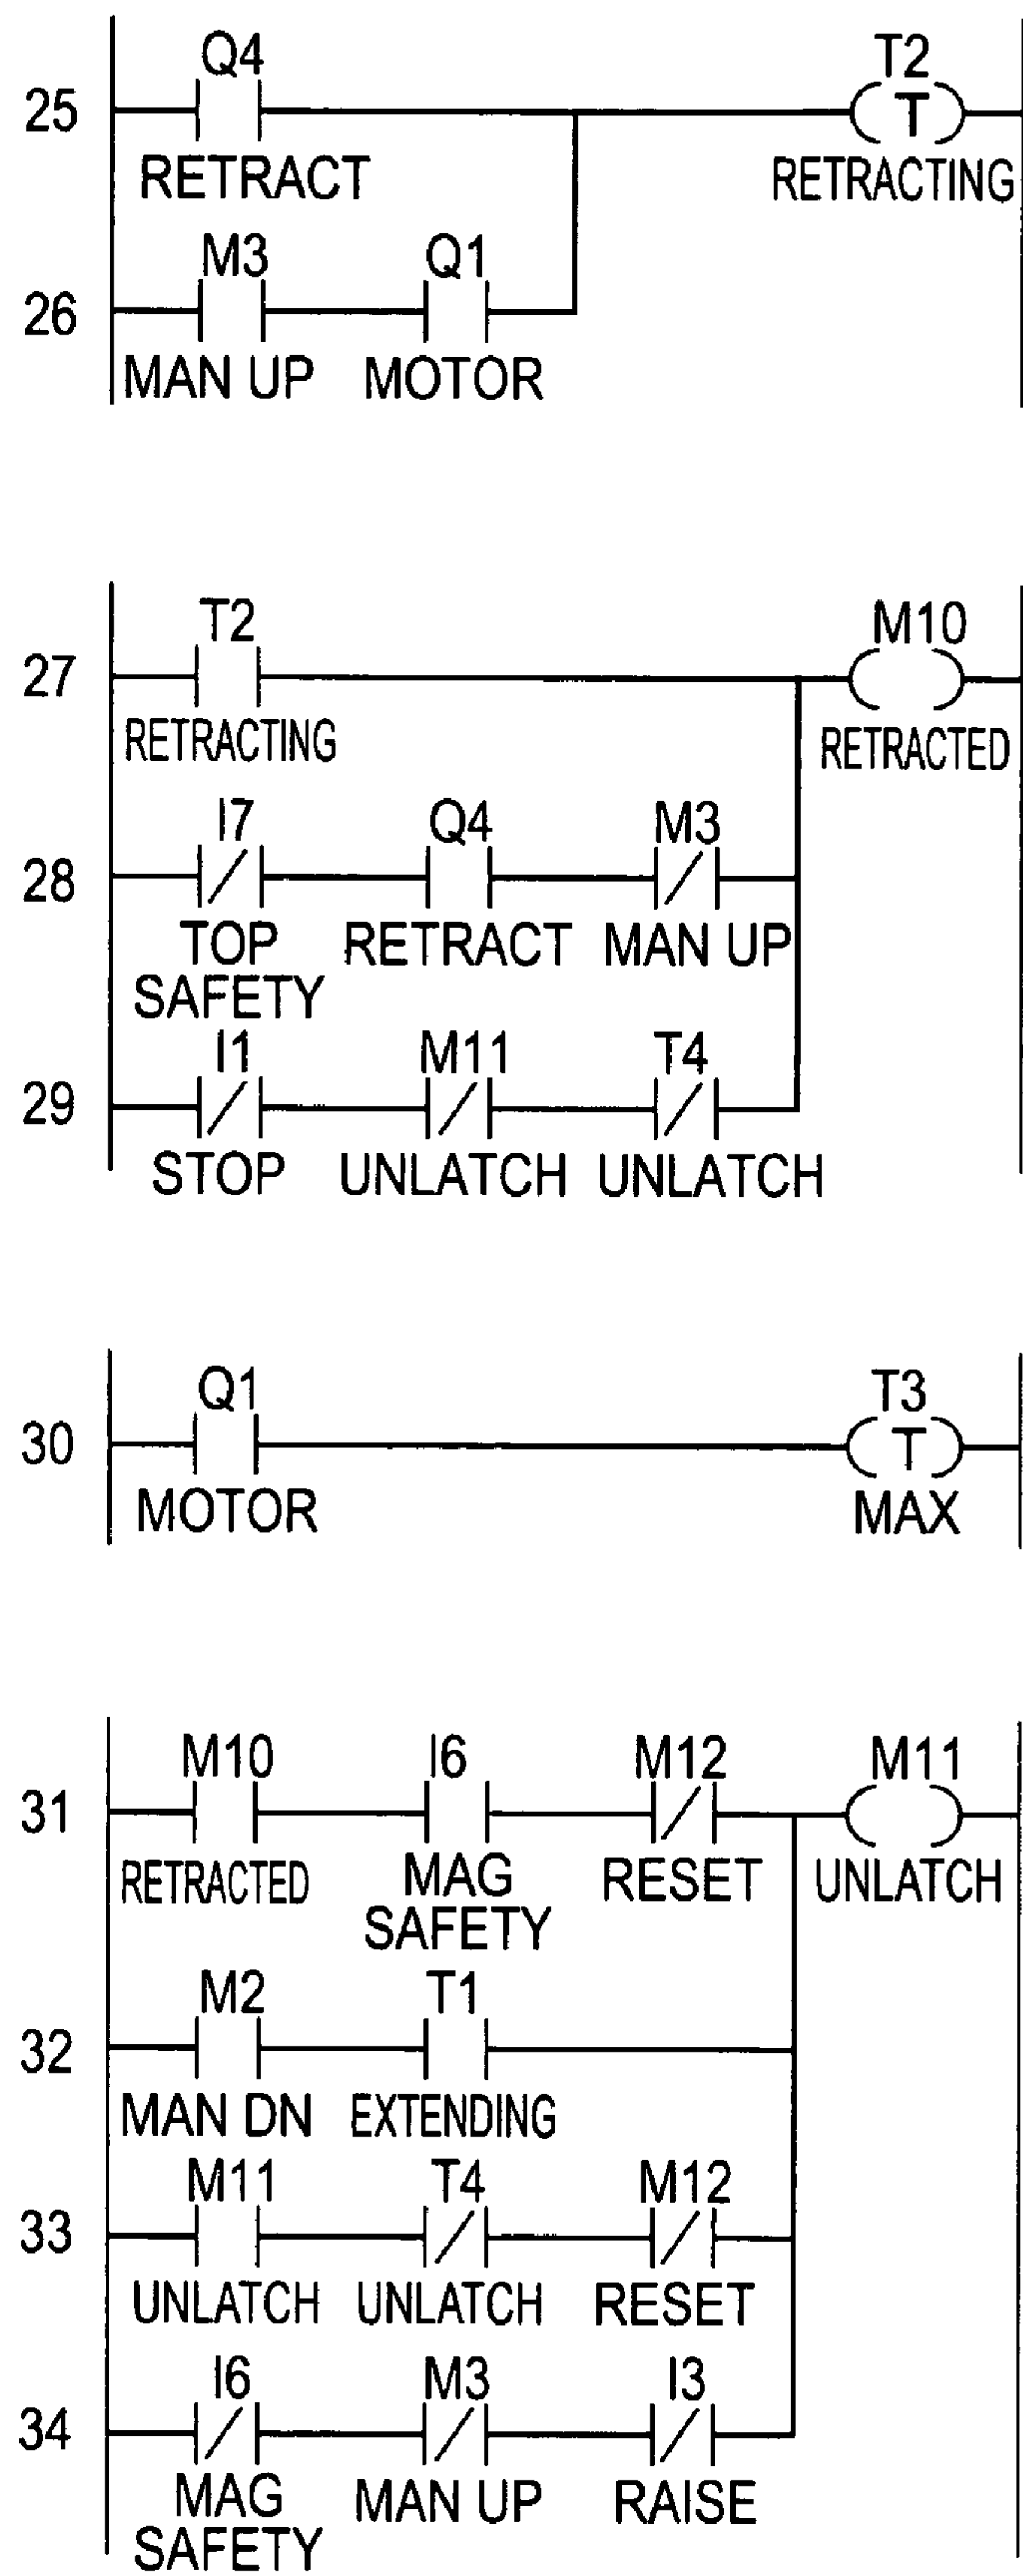 Q4 T2
25 T
RETRACT RETRACTING
M3 Q1
26
MAN UP MOTOR
T2 M10
27
RETRACTING RETRACTED
I7 Q4 M3
28
TOP RETRACT MAN UP
SAFETY
I1 M11 T4
29
STOP UNLATCH UNLATCH
Q1 T3
30 T
MOTOR MAX
M10 I6 M12 M11
31
RETRACTED MAG RESET UNLATCH
SAFETY
M2 T1
32
MAN DN EXTENDING
M11 T4 M12
33
UNLATCH UNLATCH RESET
I6 M3 I3
34
MAG MAN UP RAISE
SAFETY